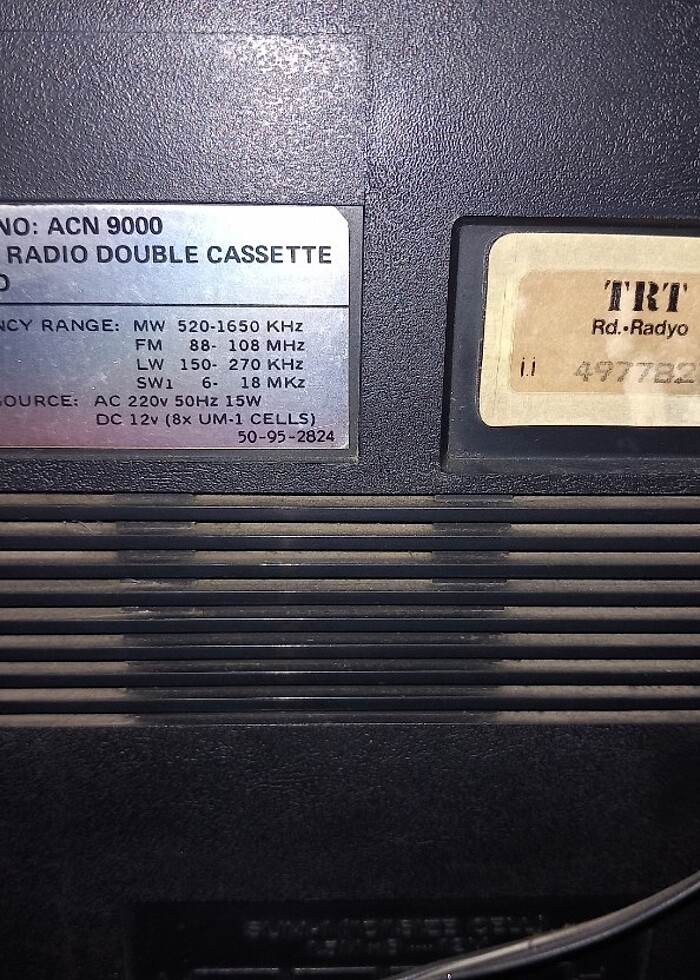 NO: ACN 9000
RADIO DOUBLE CASSETTE
NCY RANGE: MW 520-1650 KHz
FM 88- 108 MHz
LW 150- 270 KHz
SW1 6- 18 MKz
SOURCE: AC 220v 50Hz 15W
DC 12v (8x UM-1 CELLS)
50-95-2824
TRT
Rd.•Radyo
i.i 497782